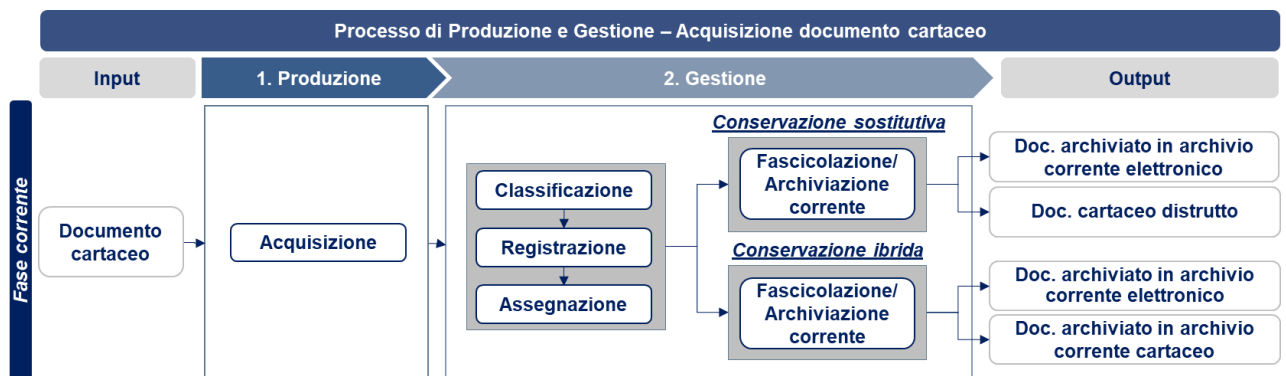 Processo di Produzione e Gestione – Acquisizione documento cartaceo
Input
1. Produzione
2. Gestione
Output
Fase corrente
Documento
cartaceo
Acquisizione
Classificazione
Registrazione
Assegnazione
Conservazione sostitutiva
Fascicolazione/
Archiviazione
corrente
Conservazione ibrida
Fascicolazione/
Archiviazione
corrente
Doc. archiviato in archivio
corrente elettronico
Doc. cartaceo distrutto
Doc. archiviato in archivio
corrente elettronico
Doc. archiviato in archivio
corrente cartaceo